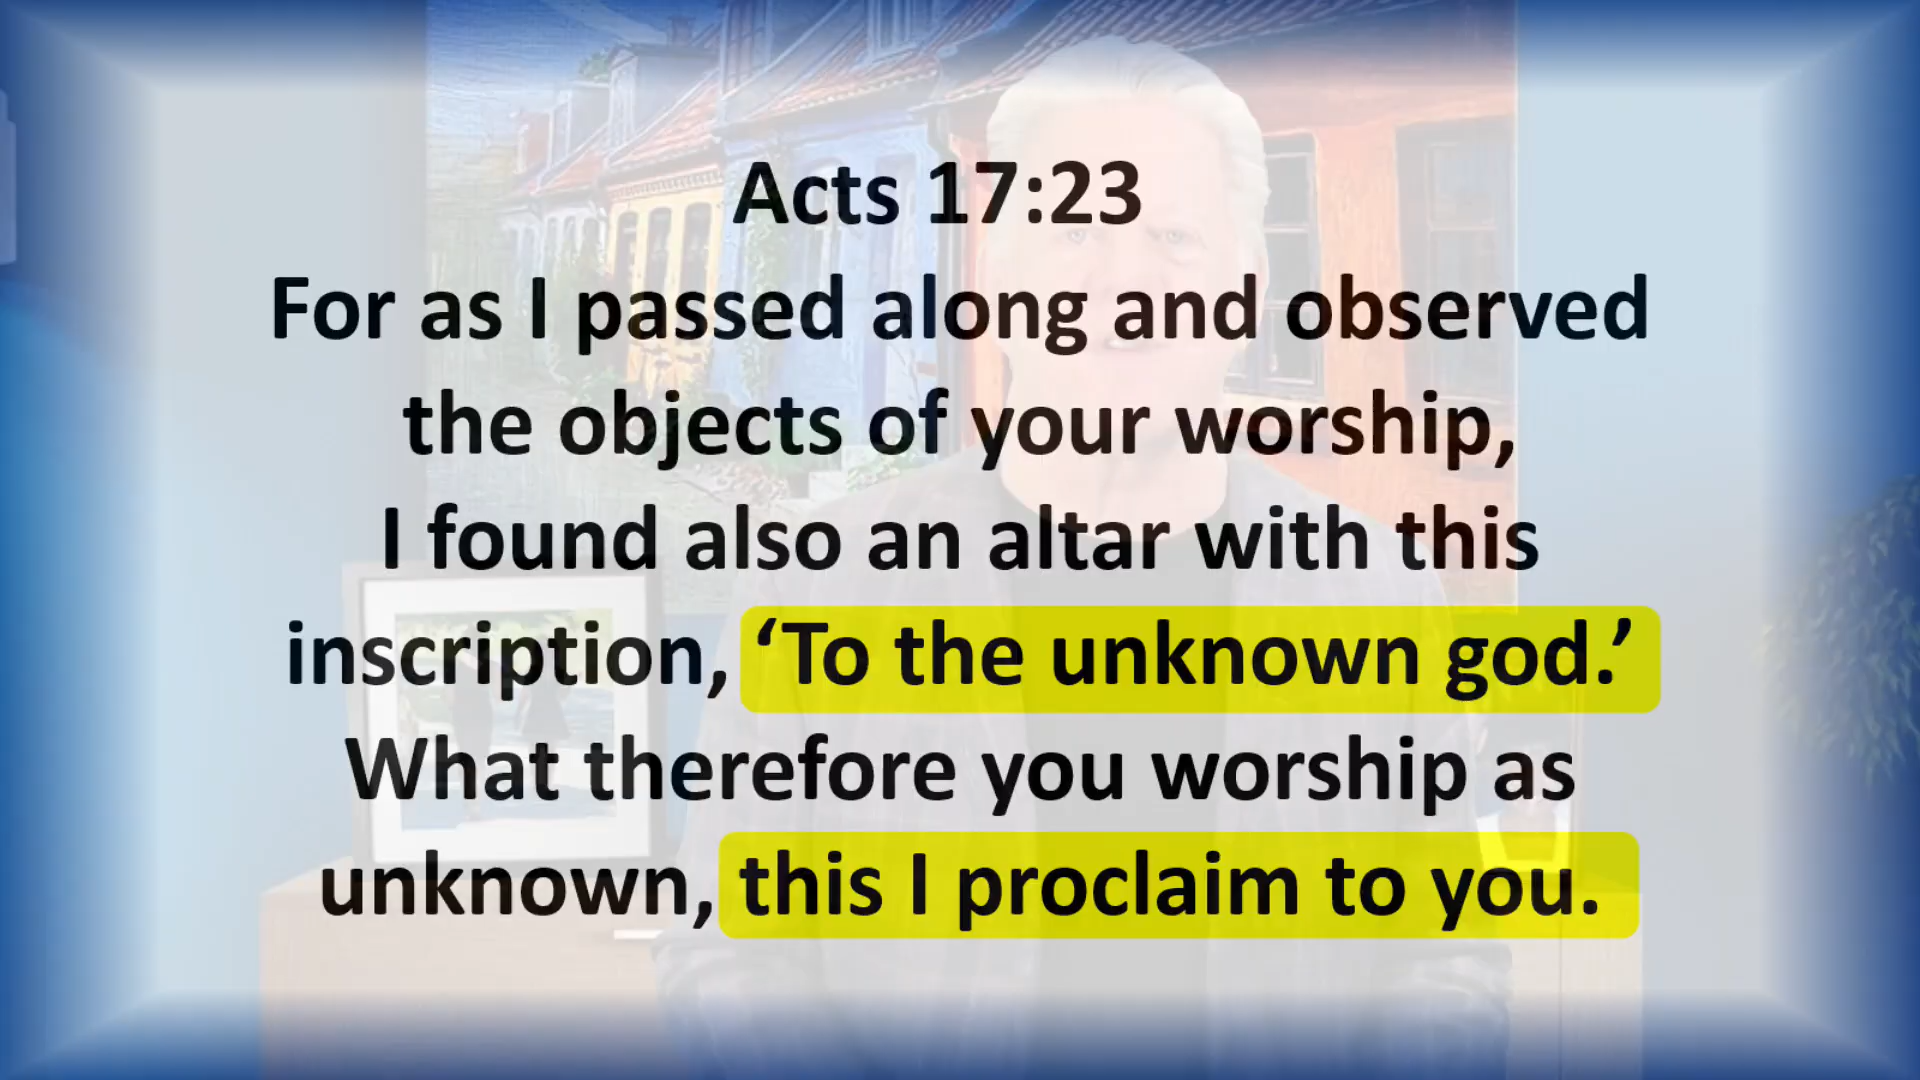 Acts 17:23
For as I passed along and observed
the objects of your worship,
I found also an altar with this
inscription, ‘To the unknown god.’
What therefore you worship as
unknown, this I proclaim to you.